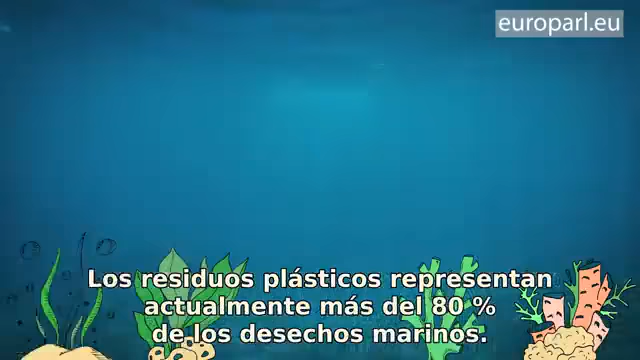 europarl.eu
Los residuos plásticos representan
actualmente más del 80 %
de los desechos marinos.